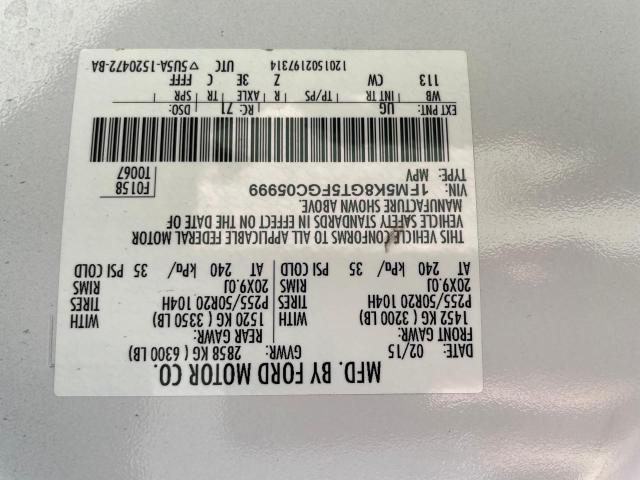 MFD. BY FORD MOTOR CO.
DATE: 02/15 GVWR: 2858 KG (6300 LB)
FRONT GAWR: REAR GAWR:
1452 KG (3200 LB) WITH 1520 KG (3350 LB) WITH
P255/50R20 104H TIRES P255/50R20 104H TIRES
20X9.0J RIMS 20X9.0J RIMS
AT 240 kPa/ 35 PSI COLD AT 240 kPa/ 35 PSI COLD
THIS VEHICLE CONFORMS TO ALL APPLICABLE FEDERAL MOTOR
VEHICLE SAFETY STANDARDS IN EFFECT ON THE DATE OF
MANUFACTURE SHOWN ABOVE.
VIN: 1FM5K8GT5FGC05999 F0158
TYPE: MPV T0067
EXT PNT: UG RC: 71 DSO:
WB INT TR TP/PS R AXLE TR SPR
113 CW Z 3E C FFFF
1201502197314 UTC ▽5U5A-1520472-BA